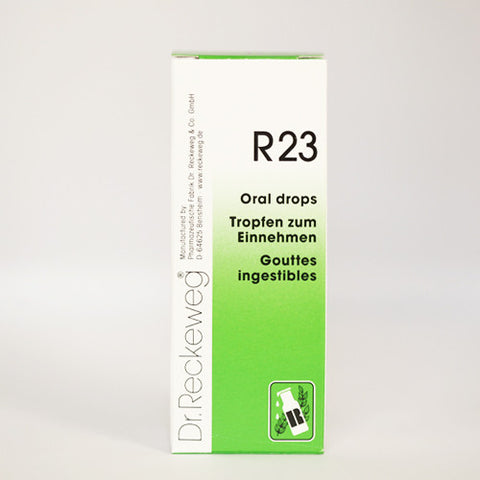 R23
Oral drops
Tropfen zum
Einnehmen
Gouttes
ingestibles
Dr.Reckeweg®
Manufactured by
Pharmazeutische Fabrik Dr. Reckeweg & Co. GmbH
D 64625 Bensheim · www.reckeweg.de
R